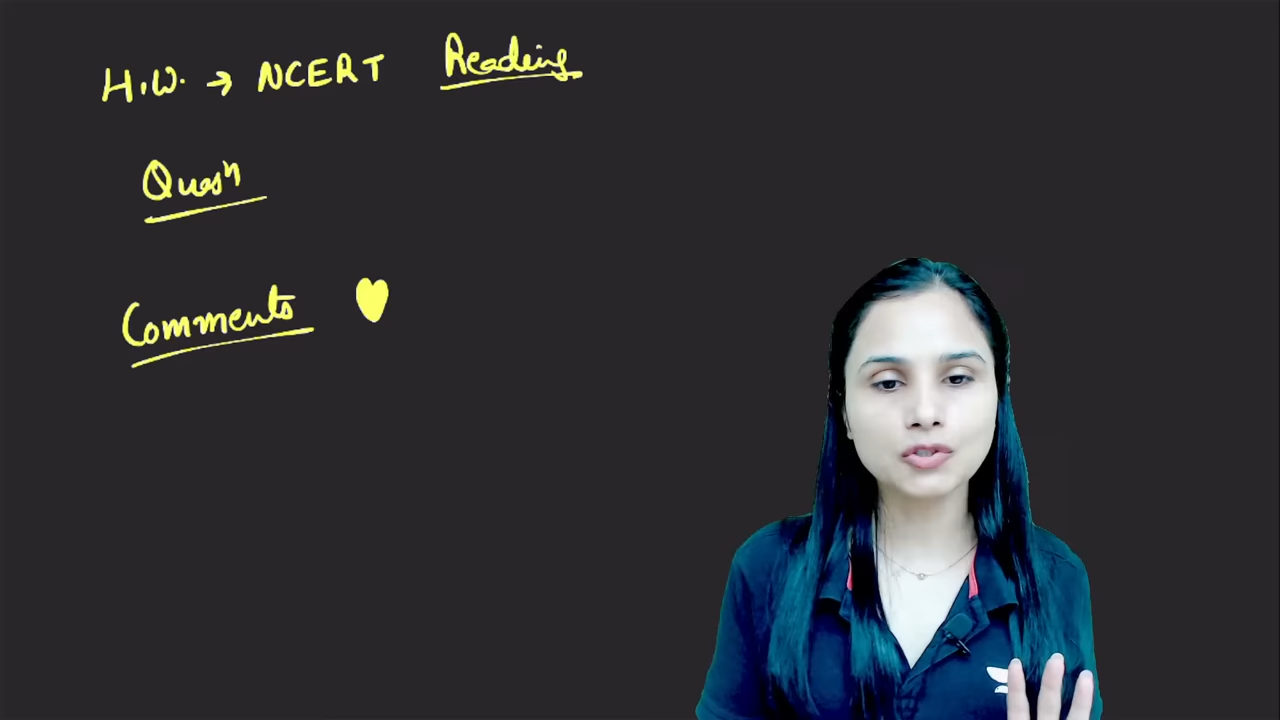 H.W. → NCERT Reading
Quesn
Comments ♥